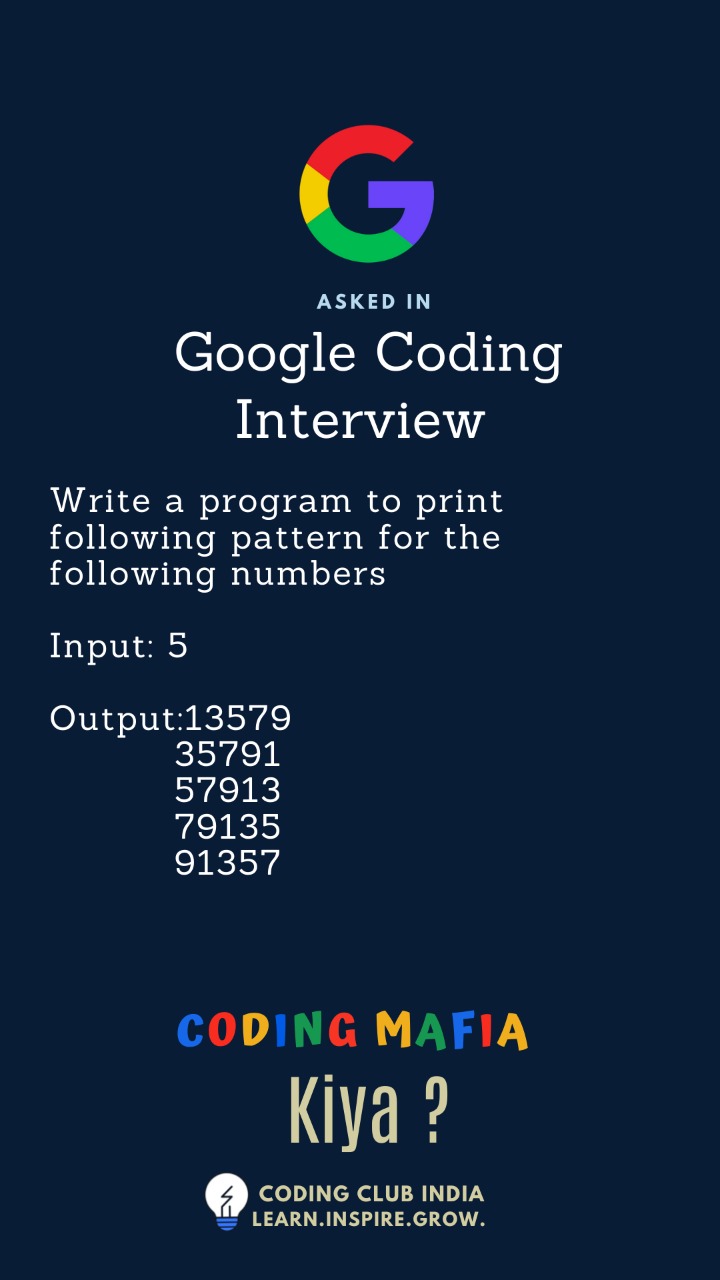 ASKED IN
Google Coding
Interview
Write a program to print
following pattern for the
following numbers
Input: 5
Output:13579
35791
57913
79135
91357
CODING MAFIA
Kiya ?
CODING CLUB INDIA
LEARN.INSPIRE.GROW.